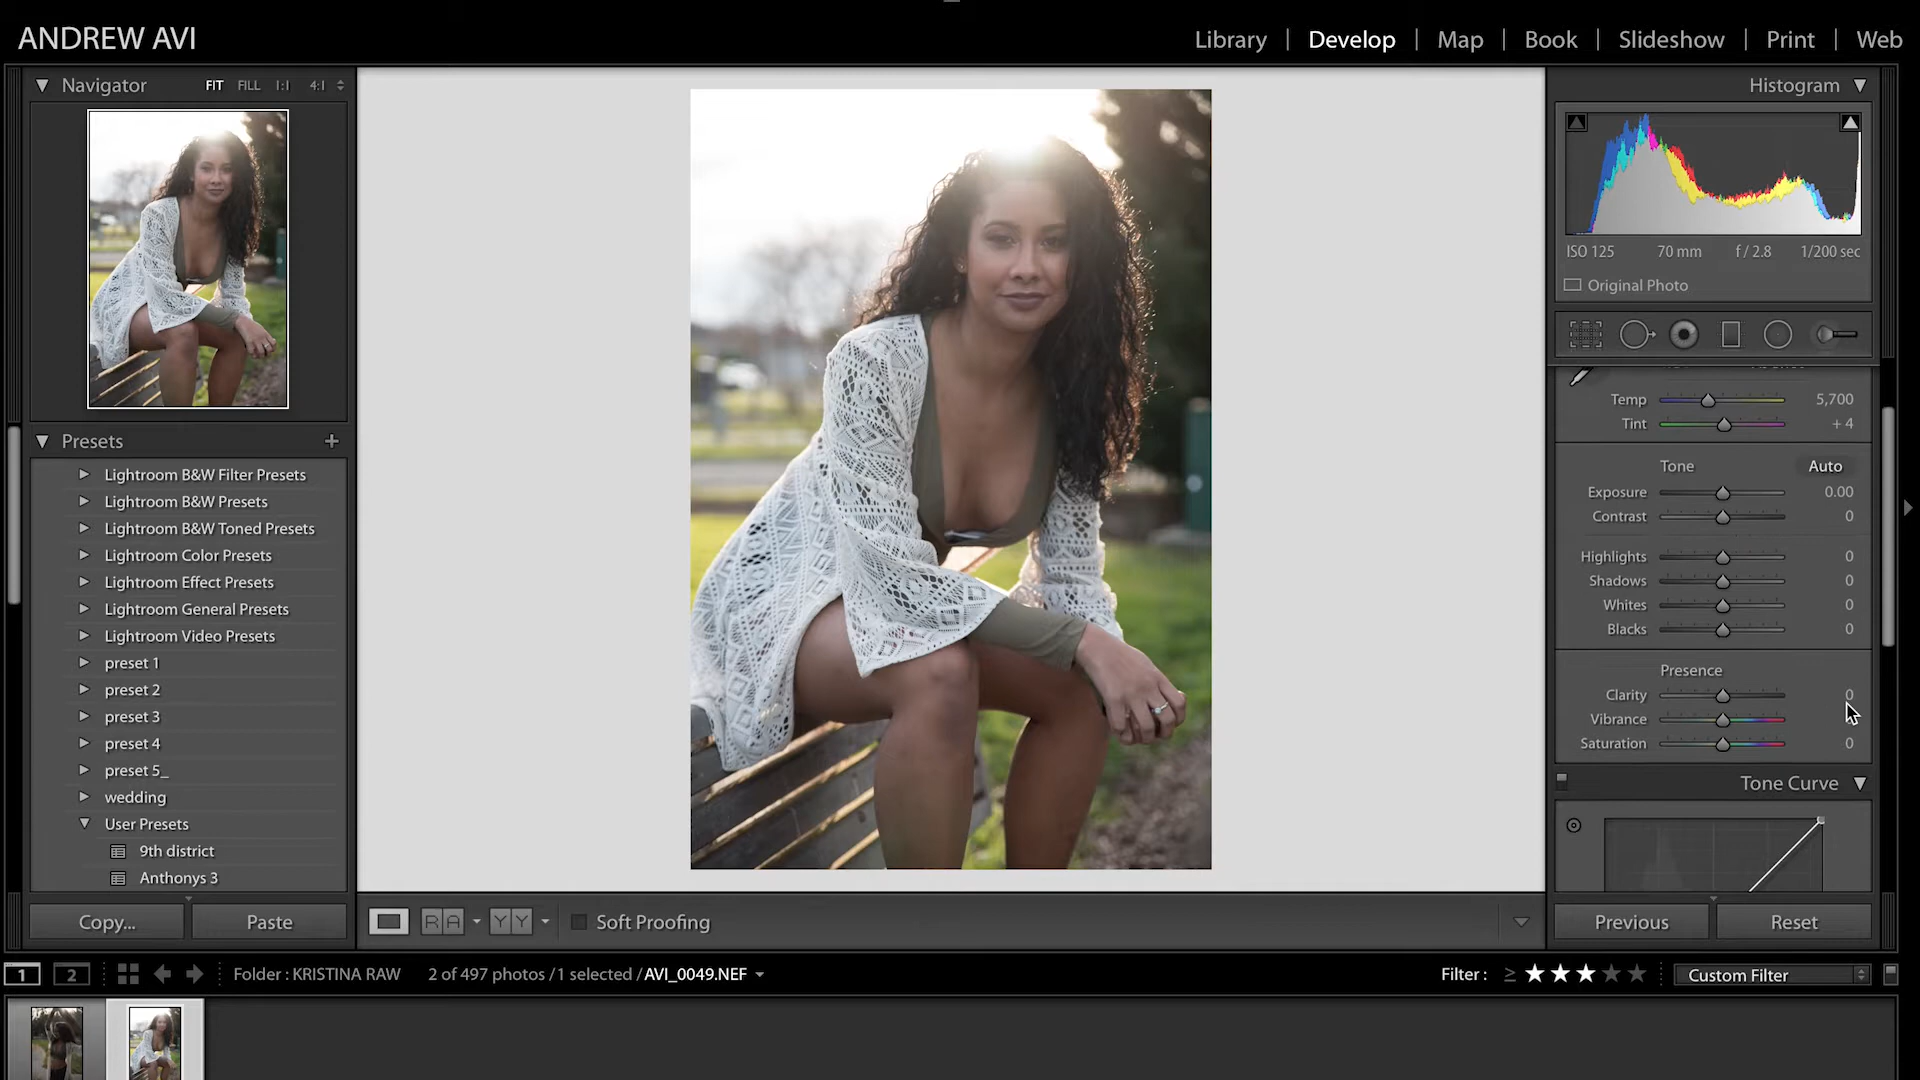 ANDREW AVI
Library | Develop | Map | Book | Slideshow | Print | Web
Navigator FIT FILL 1:1 4:1
Presets +
Lightroom B&W Filter Presets
Lightroom B&W Presets
Lightroom B&W Toned Presets
Lightroom Color Presets
Lightroom Effect Presets
Lightroom General Presets
Lightroom Video Presets
preset 1
preset 2
preset 3
preset 4
preset 5_
wedding
User Presets
9th district
Anthonys 3
Copy... Paste
R A Y Y Soft Proofing
Histogram
ISO 125 70 mm f / 2.8 1/200 sec
Original Photo
Temp 5,700
Tint + 4
Tone Auto
Exposure 0.00
Contrast 0
Highlights 0
Shadows 0
Whites 0
Blacks 0
Presence
Clarity 0
Vibrance
Saturation 0
Tone Curve
Previous Reset
1 2 Folder : KRISTINA RAW 2 of 497 photos /1 selected /AVI_0049.NEF Filter : ≥ ★★★★★ Custom Filter